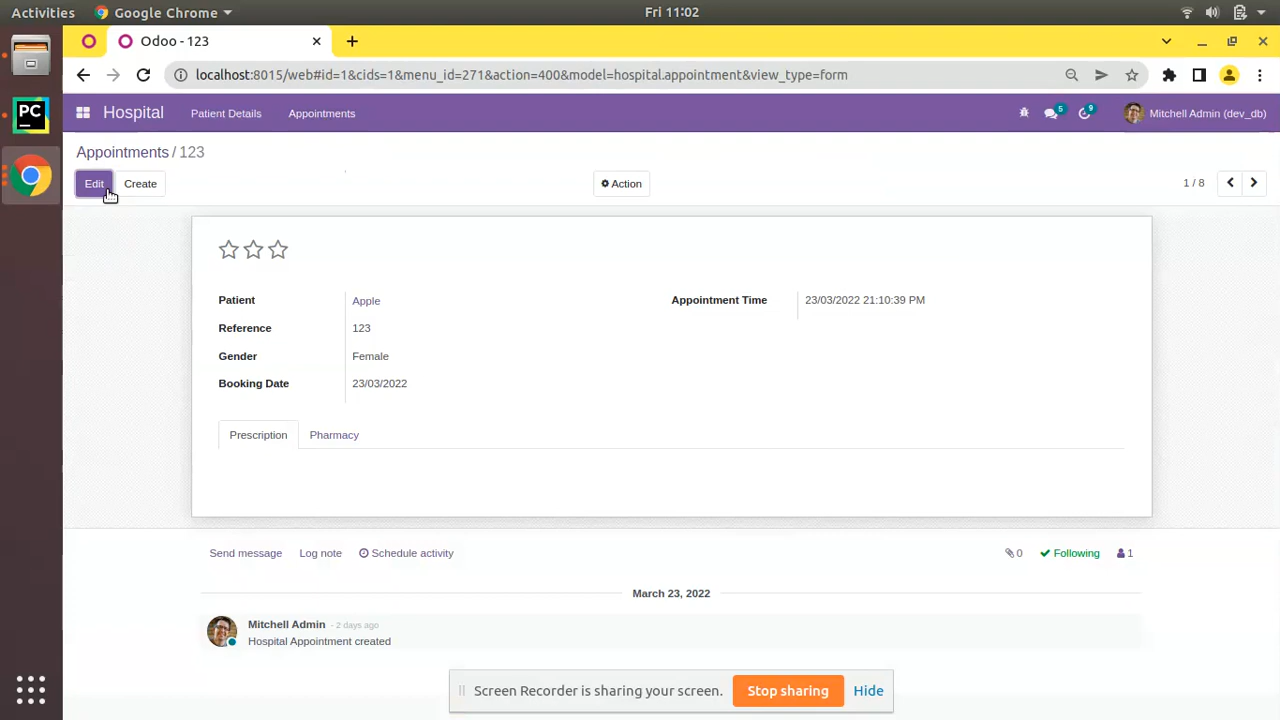 Activities Google Chrome Fri 11:02
Odoo - 123
localhost:8015/web#id=1&cids=1&menu_id=271&action=400&model=hospital.appointment&view_type=form
PC Hospital Patient Details Appointments 5 9 Mitchell Admin (dev_db)
Appointments / 123
Edit Create Action 1 / 8
Patient Apple Appointment Time 23/03/2022 21:10:39 PM
Reference 123
Gender Female
Booking Date 23/03/2022
Prescription Pharmacy
Send message Log note Schedule activity 0 Following 1
March 23, 2022
Mitchell Admin - 2 days ago
Hospital Appointment created
Screen Recorder is sharing your screen. Stop sharing Hide